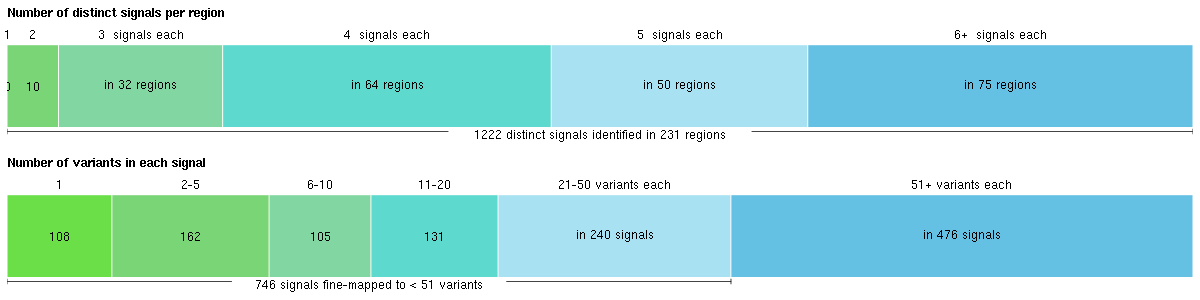 Number of distinct signals per region
1 2 3 signals each 4 signals each 5 signals each 6+ signals each
0 10 in 32 regions in 64 regions in 50 regions in 75 regions
1222 distinct signals identified in 231 regions
Number of variants in each signal
1 2-5 6-10 11-20 21-50 variants each 51+ variants each
108 162 105 131 in 240 signals in 476 signals
746 signals fine-mapped to < 51 variants